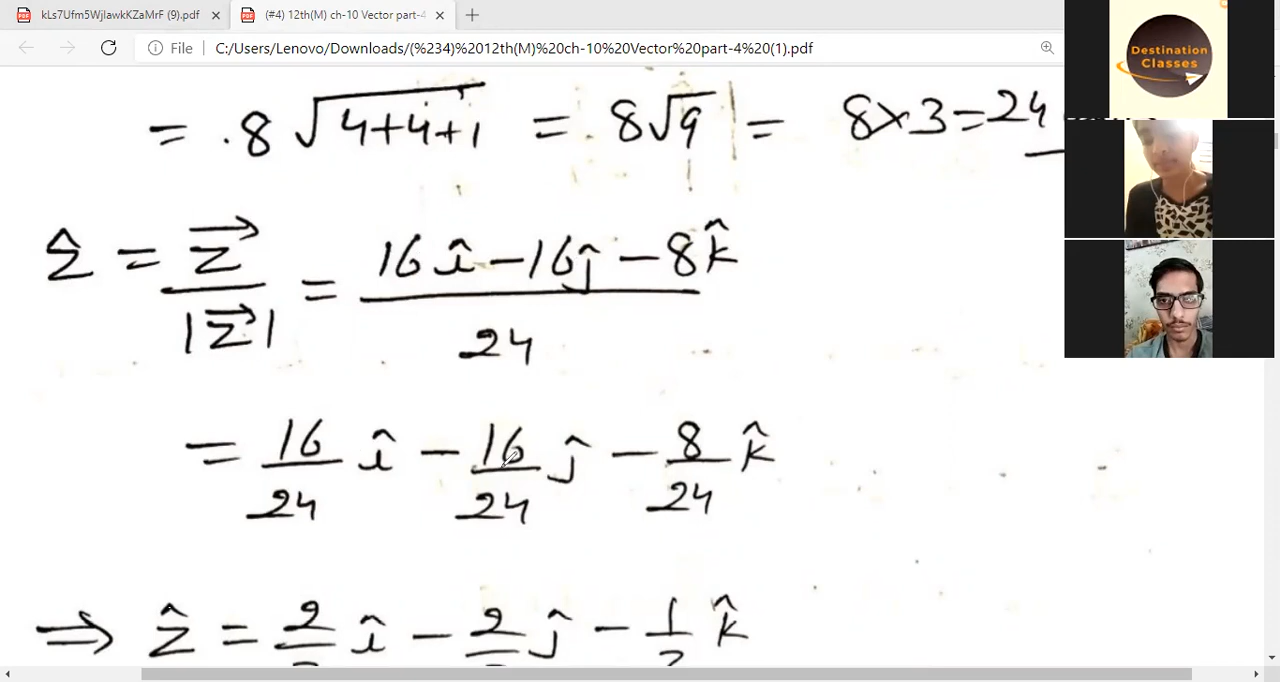 kLs7Ufm5WjlawkKZaMrF (9).pdf
(#4) 12th(M) ch-10 Vector part-4
File
C:/Users/Lenovo/Downloads/(%234)%2012th(M)%20ch-10%20Vector%20part-4%20(1).pdf
Destination
Classes
= .8 √4+4+1 = 8√9 = 8×3=24
ẑ = z⃗ / |z⃗| = 16î −16ĵ −8k̂ / 24
= 16/24 î − 16/24 ĵ − 8/24 k̂
⇒ ẑ = 2 î − 2 ĵ − 1 k̂